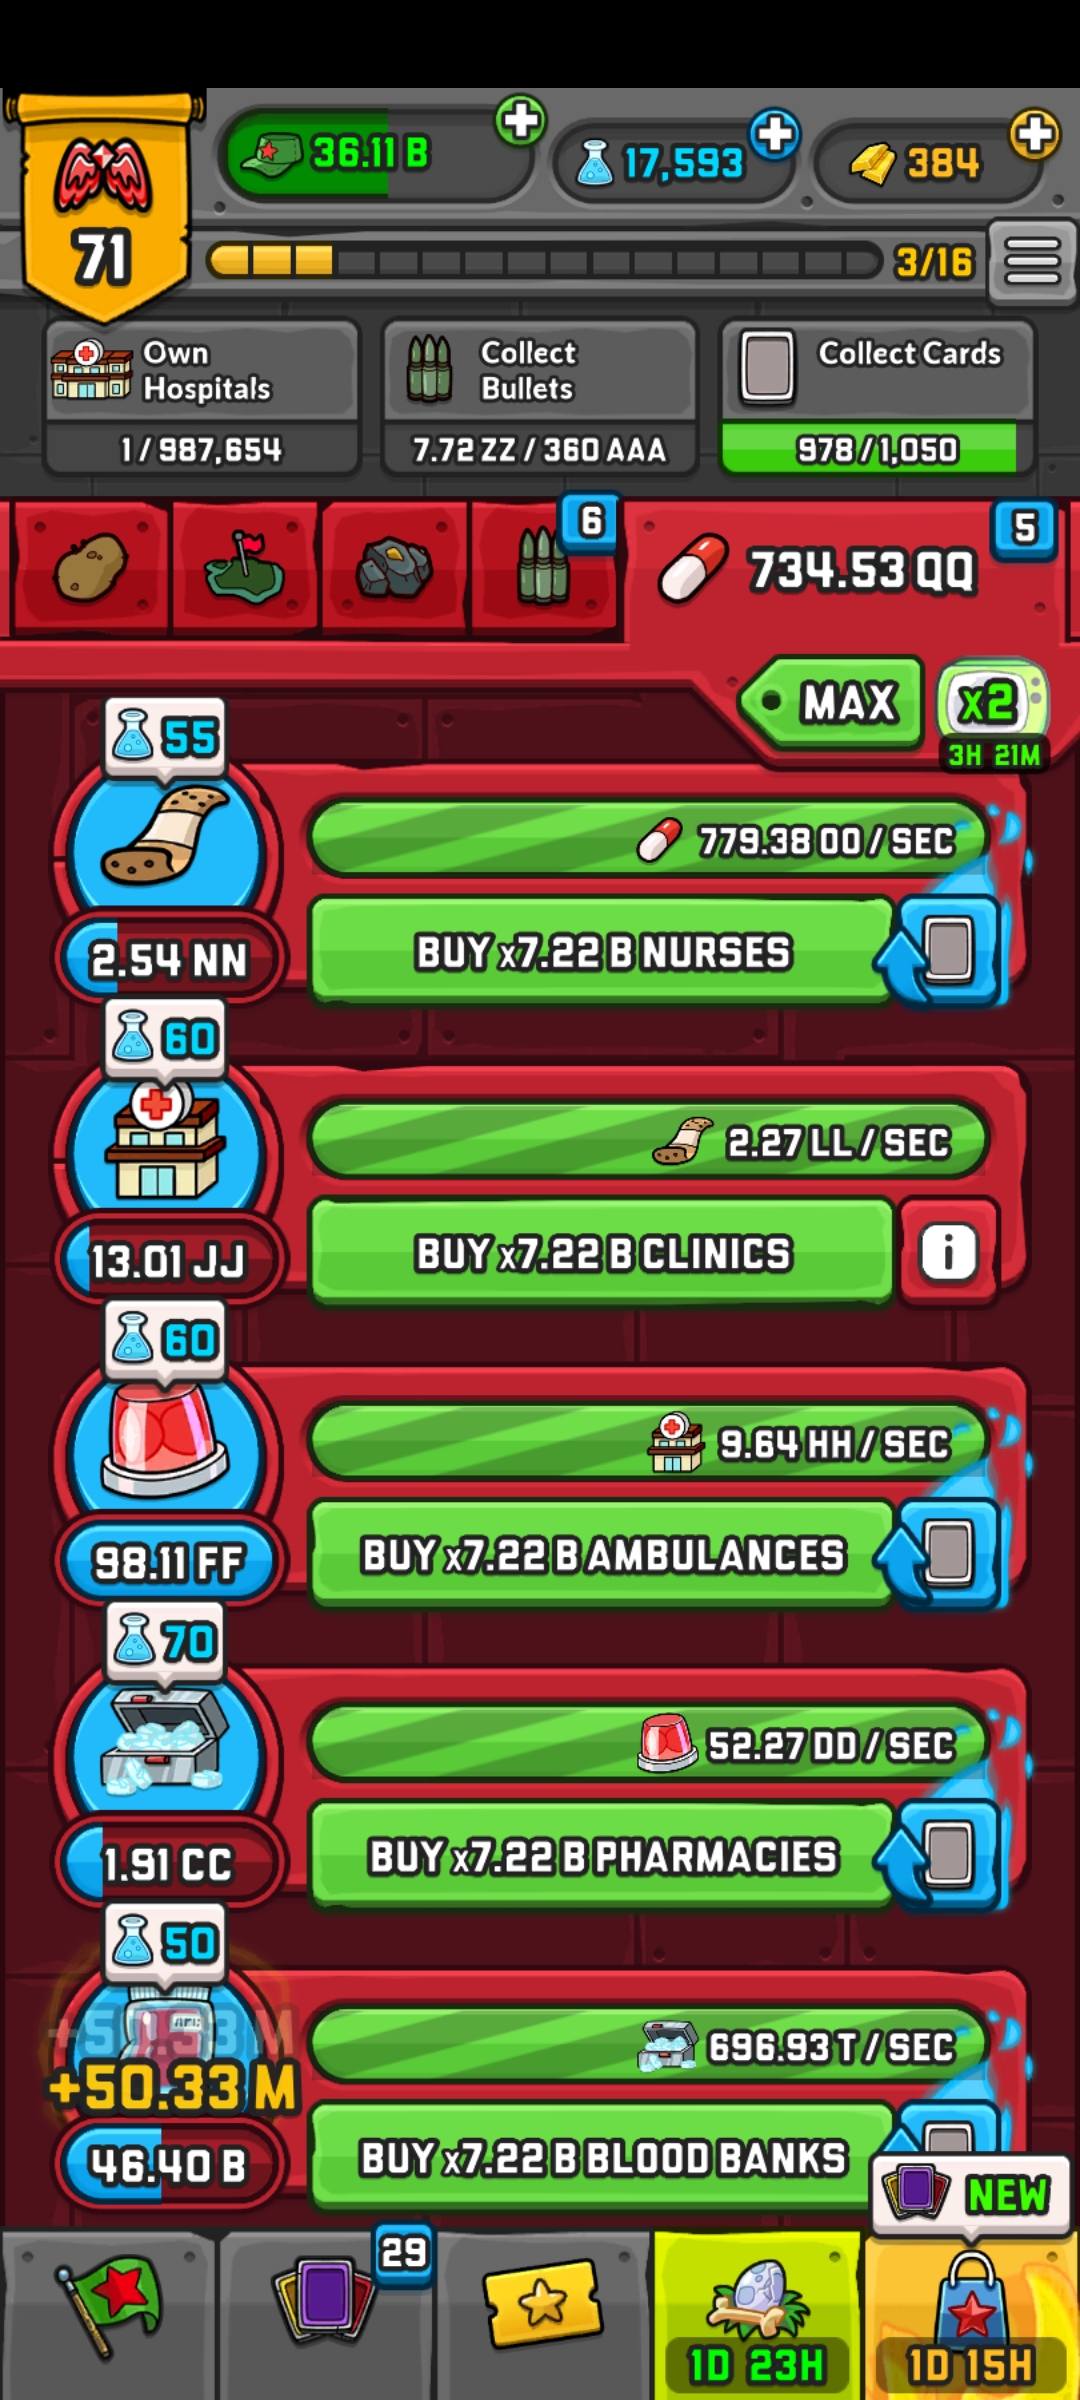 36.11 B
17,593
384
71
3/16
Own
Hospitals
1 / 987,654
Collect
Bullets
7.72 ZZ / 360 AAA
Collect Cards
978 / 1,050
6
734.53 QQ
5
MAX
x2
3H 21M
55
779.38 OO / SEC
BUY x7.22 B NURSES
2.54 NN
60
2.27 LL / SEC
BUY x7.22 B CLINICS
i
13.01 JJ
60
9.64 HH / SEC
BUY x7.22 B AMBULANCES
98.11 FF
70
52.27 DD / SEC
BUY x7.22 B PHARMACIES
1.91 CC
50
+50.33 M
+50.33 M
696.93 T / SEC
BUY x7.22 B BLOOD BANKS
46.40 B
NEW
29
1D 23H
1D 15H